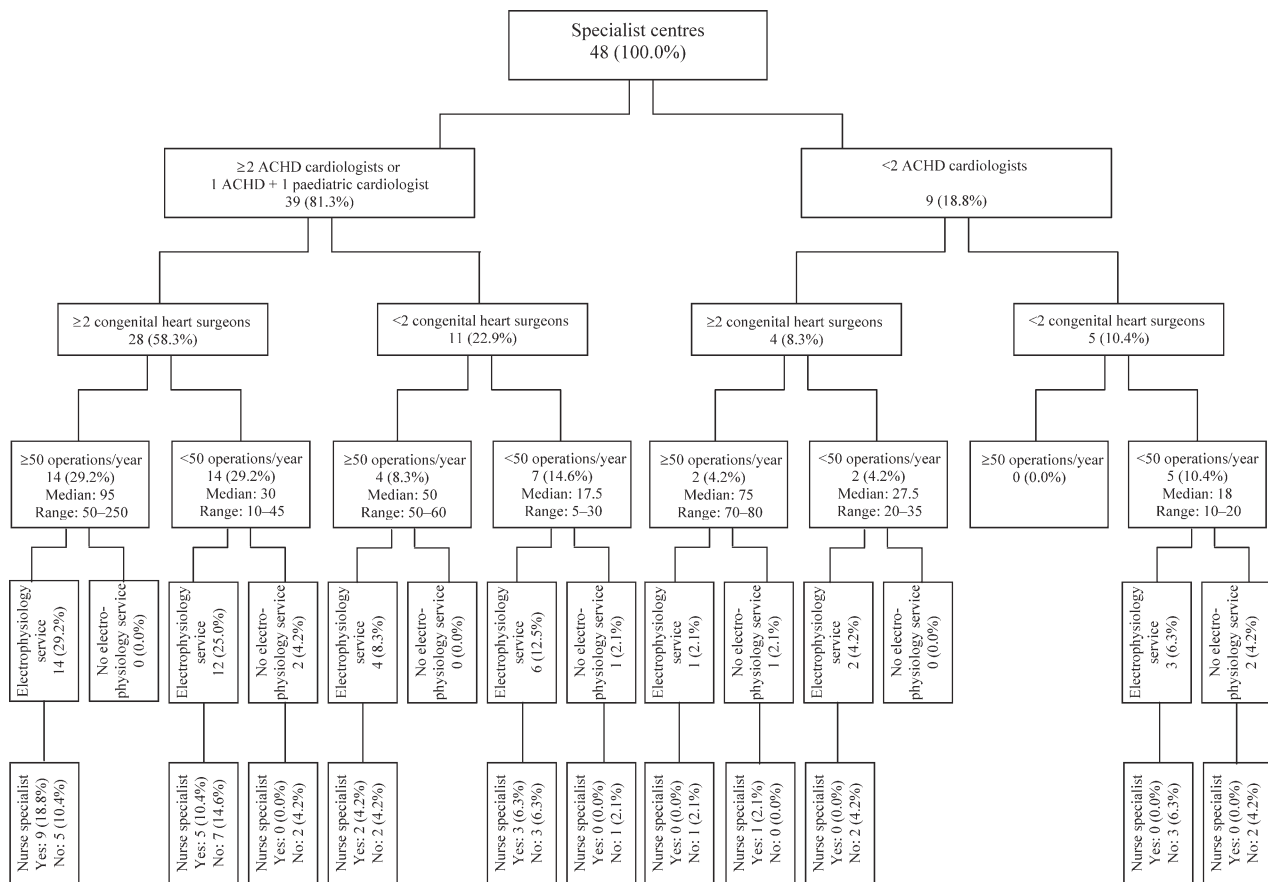 Specialist centres
48 (100.0%)
≥2 ACHD cardiologists or
1 ACHD + 1 paediatric cardiologist
39 (81.3%)
<2 ACHD cardiologists
9 (18.8%)
≥2 congenital heart surgeons
28 (58.3%)
<2 congenital heart surgeons
11 (22.9%)
≥2 congenital heart surgeons
4 (8.3%)
<2 congenital heart surgeons
5 (10.4%)
≥50 operations/year
14 (29.2%)
Median: 95
Range: 50–250
<50 operations/year
14 (29.2%)
Median: 30
Range: 10–45
≥50 operations/year
4 (8.3%)
Median: 50
Range: 50–60
<50 operations/year
7 (14.6%)
Median: 17.5
Range: 5–30
≥50 operations/year
2 (4.2%)
Median: 75
Range: 70–80
<50 operations/year
2 (4.2%)
Median: 27.5
Range: 20–35
≥50 operations/year
0 (0.0%)
<50 operations/year
5 (10.4%)
Median: 18
Range: 10–20
Electrophysiology
service
14 (29.2%)
No electro-
physiology service
0 (0.0%)
Electrophysiology
service
12 (25.0%)
No electro-
physiology service
2 (4.2%)
Electrophysiology
service
4 (8.3%)
No electro-
physiology service
0 (0.0%)
Electrophysiology
service
6 (12.5%)
No electro-
physiology service
1 (2.1%)
Electrophysiology
service
1 (2.1%)
No electro-
physiology service
1 (2.1%)
Electrophysiology
service
2 (4.2%)
No electro-
physiology service
0 (0.0%)
Electrophysiology
service
3 (6.3%)
No electro-
physiology service
2 (4.2%)
Nurse specialist
Yes: 9 (18.8%)
No: 5 (10.4%)
Nurse specialist
Yes: 5 (10.4%)
No: 7 (14.6%)
Nurse specialist
Yes: 0 (0.0%)
No: 2 (4.2%)
Nurse specialist
Yes: 2 (4.2%)
No: 2 (4.2%)
Nurse specialist
Yes: 3 (6.3%)
No: 3 (6.3%)
Nurse specialist
Yes: 0 (0.0%)
No: 1 (2.1%)
Nurse specialist
Yes: 0 (0.0%)
No: 1 (2.1%)
Nurse specialist
Yes: 1 (2.1%)
No: 0 (0.0%)
Nurse specialist
Yes: 0 (0.0%)
No: 2 (4.2%)
Nurse specialist
Yes: 0 (0.0%)
No: 3 (6.3%)
Nurse specialist
Yes: 0 (0.0%)
No: 2 (4.2%)